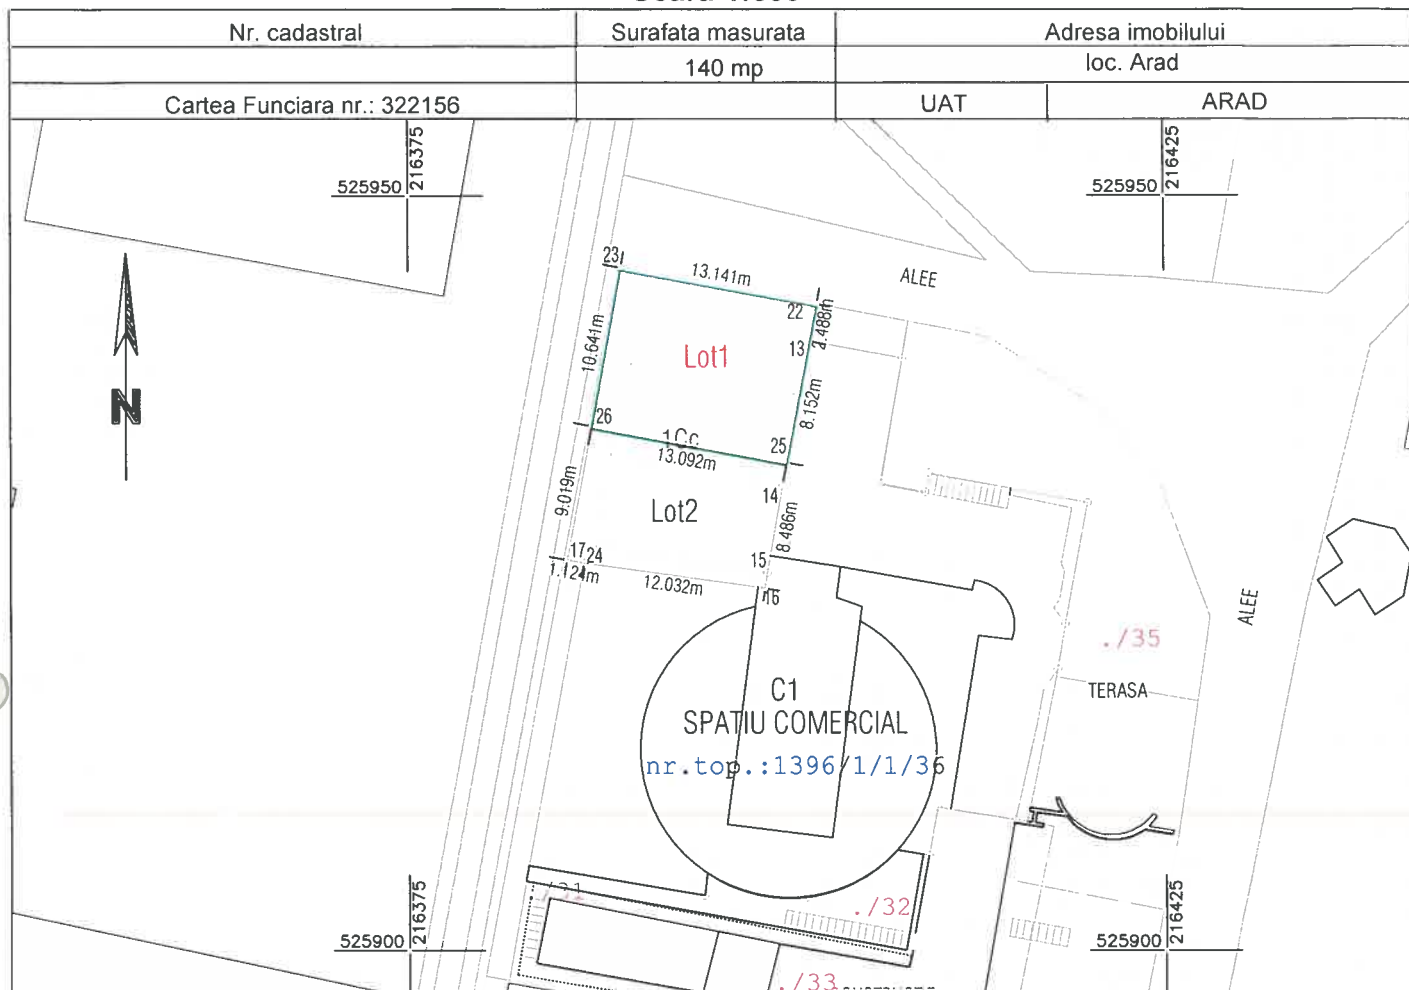 Nr. cadastral
Surafata masurata
Adresa imobilului
140 mp
loc. Arad
Cartea Funciara nr.: 322156
UAT
ARAD
216375
525950
216425
525950
23
13.141m
ALEE
22
2.488m
13
10.641m
Lot1
8.152m
26
1Cc
25
13.092m
14
9.019m
Lot2
8.486m
17
24
15
1.124m
12.032m
16
N
ALEE
./35
TERASA
C1
SPATIU COMERCIAL
nr.top.:1396/1/1/36
./31
./32
216375
525900
216425
525900
./33